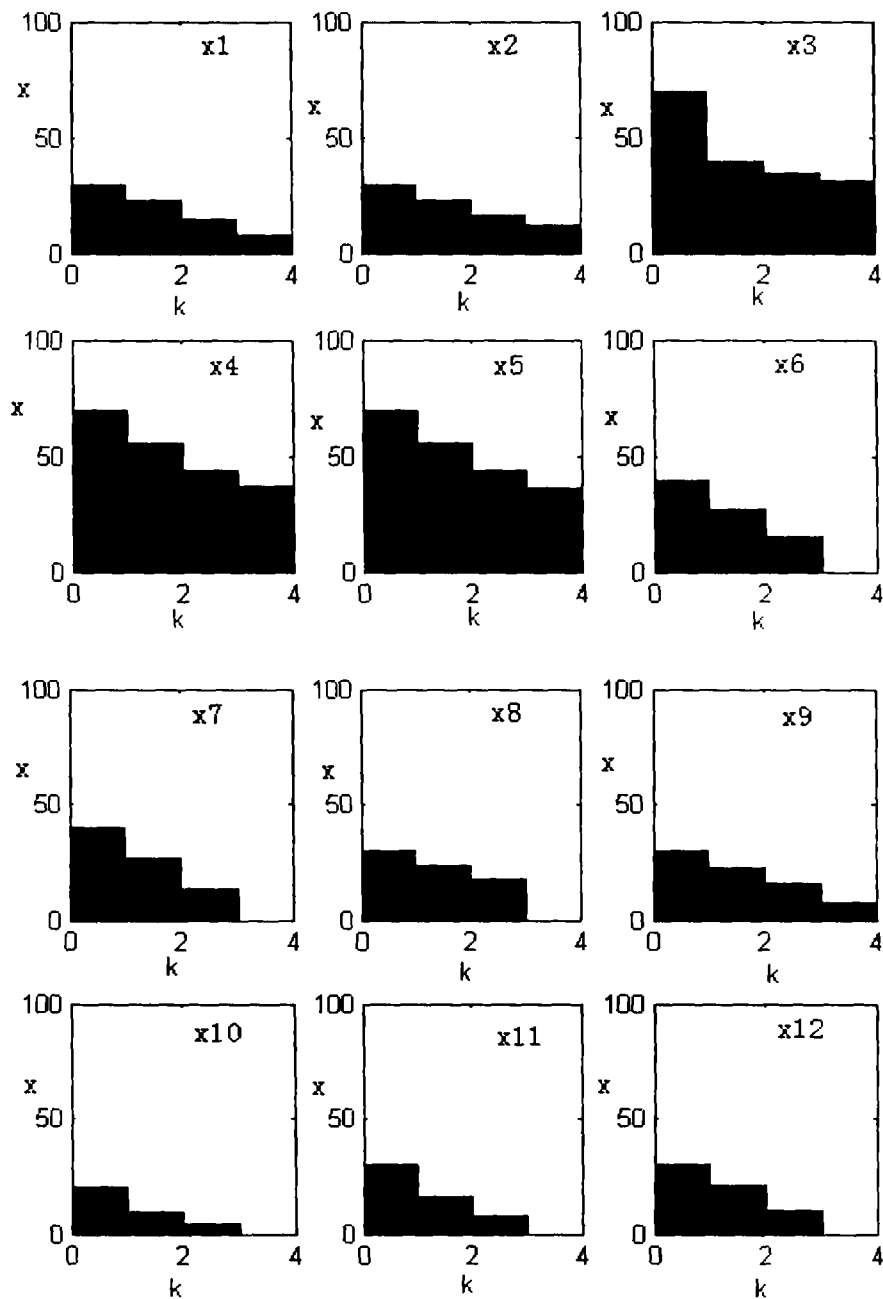 100 x1 x 50 0 0 2 4 k
100 x2 x 50 0 0 2 4 k
100 x3 x 50 0 0 2 4 k
100 x4 x 50 0 0 2 4 k
100 x5 x 50 0 0 2 4 k
100 x6 x 50 0 0 2 4 k
100 x7 x 50 0 0 2 4 k
100 x8 x 50 0 0 2 4 k
100 x9 x 50 0 0 2 4 k
100 x10 x 50 0 0 2 4 k
100 x11 x 50 0 0 2 4 k
100 x12 x 50 0 0 2 4 k